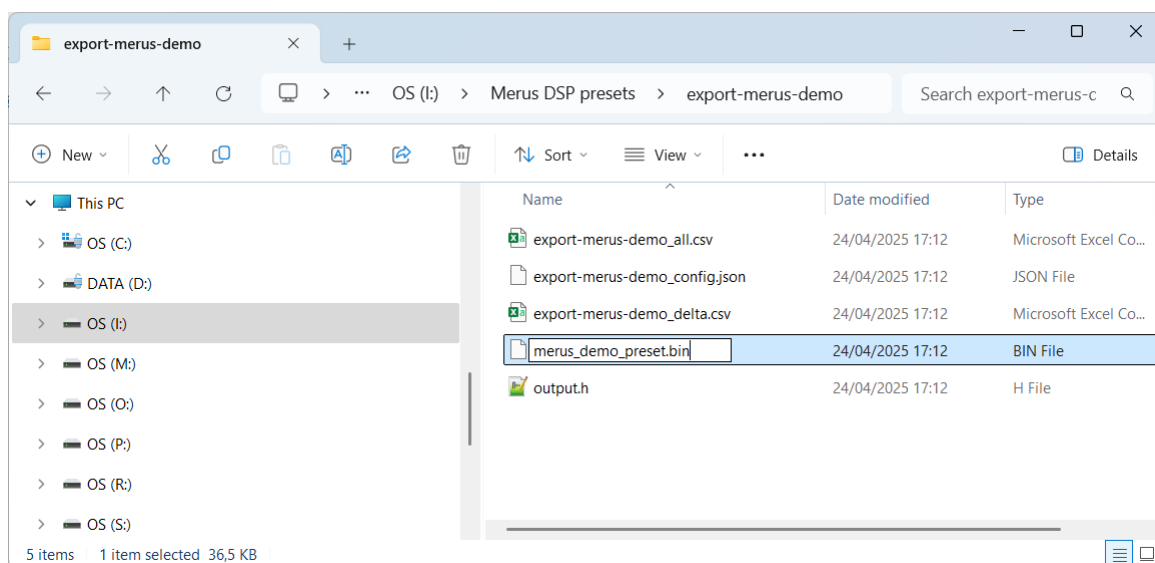 export-merus-demo
OS (I:) Merus DSP presets export-merus-demo Search export-merus-c
New Sort View Details
This PC
OS (C:)
DATA (D:)
OS (I:)
OS (M:)
OS (O:)
OS (P:)
OS (R:)
OS (S:)
Name Date modified Type
export-merus-demo_all.csv 24/04/2025 17:12 Microsoft Excel Co...
export-merus-demo_config.json 24/04/2025 17:12 JSON File
export-merus-demo_delta.csv 24/04/2025 17:12 Microsoft Excel Co...
merus_demo_preset.bin 24/04/2025 17:12 BIN File
output.h 24/04/2025 17:12 H File
5 items 1 item selected 36,5 KB